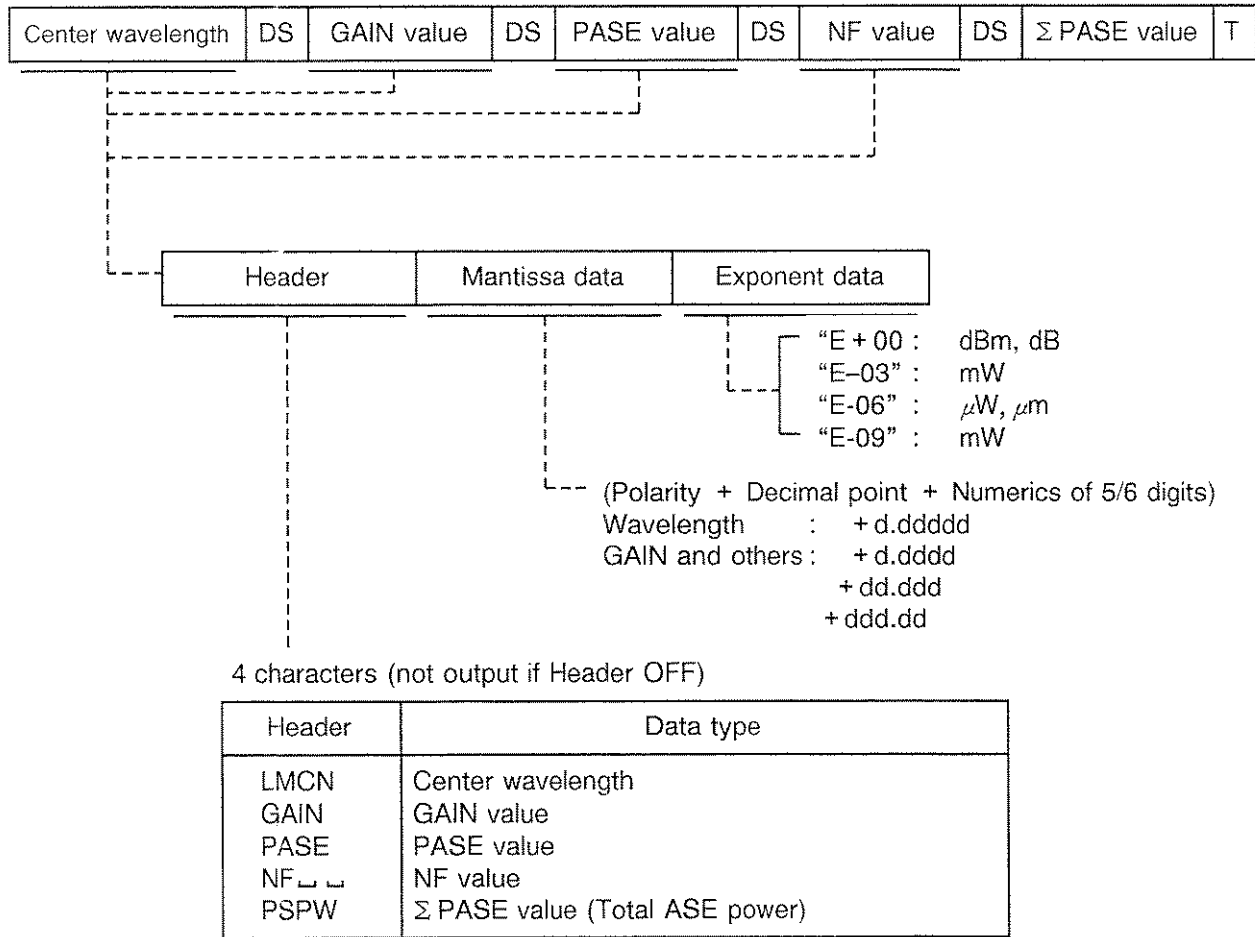 Center wavelength DS GAIN value DS PASE value DS NF value DS Σ PASE value T
Header Mantissa data Exponent data
“E + 00 : dBm, dB
“E–03” : mW
“E-06” : μW, μm
“E-09” : mW
(Polarity + Decimal point + Numerics of 5/6 digits)
Wavelength : + d.ddddd
GAIN and others : + d.dddd
+ dd.ddd
+ ddd.dd
4 characters (not output if Header OFF)
Header Data type
LMCN Center wavelength
GAIN GAIN value
PASE PASE value
NF␣␣ NF value
PSPW Σ PASE value (Total ASE power)